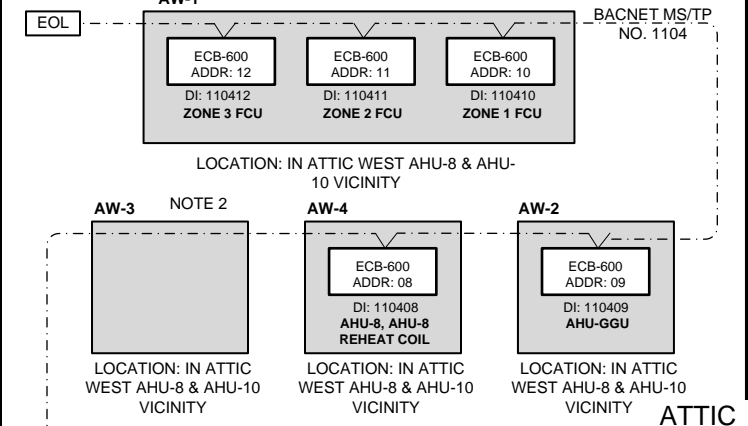 AW-1
EOL
BACNET MS/TP
NO. 1104
ECB-600
ADDR: 12
ECB-600
ADDR: 11
ECB-600
ADDR: 10
DI: 110412
ZONE 3 FCU
DI: 110411
ZONE 2 FCU
DI: 110410
ZONE 1 FCU
LOCATION: IN ATTIC WEST AHU-8 & AHU-
10 VICINITY
AW-3
NOTE 2
AW-4
AW-2
ECB-600
ADDR: 08
ECB-600
ADDR: 09
DI: 110408
AHU-8, AHU-8
REHEAT COIL
DI: 110409
AHU-GGU
LOCATION: IN ATTIC
WEST AHU-8 & AHU-10
VICINITY
LOCATION: IN ATTIC
WEST AHU-8 & AHU-10
VICINITY
LOCATION: IN ATTIC
WEST AHU-8 & AHU-10
VICINITY
ATTIC